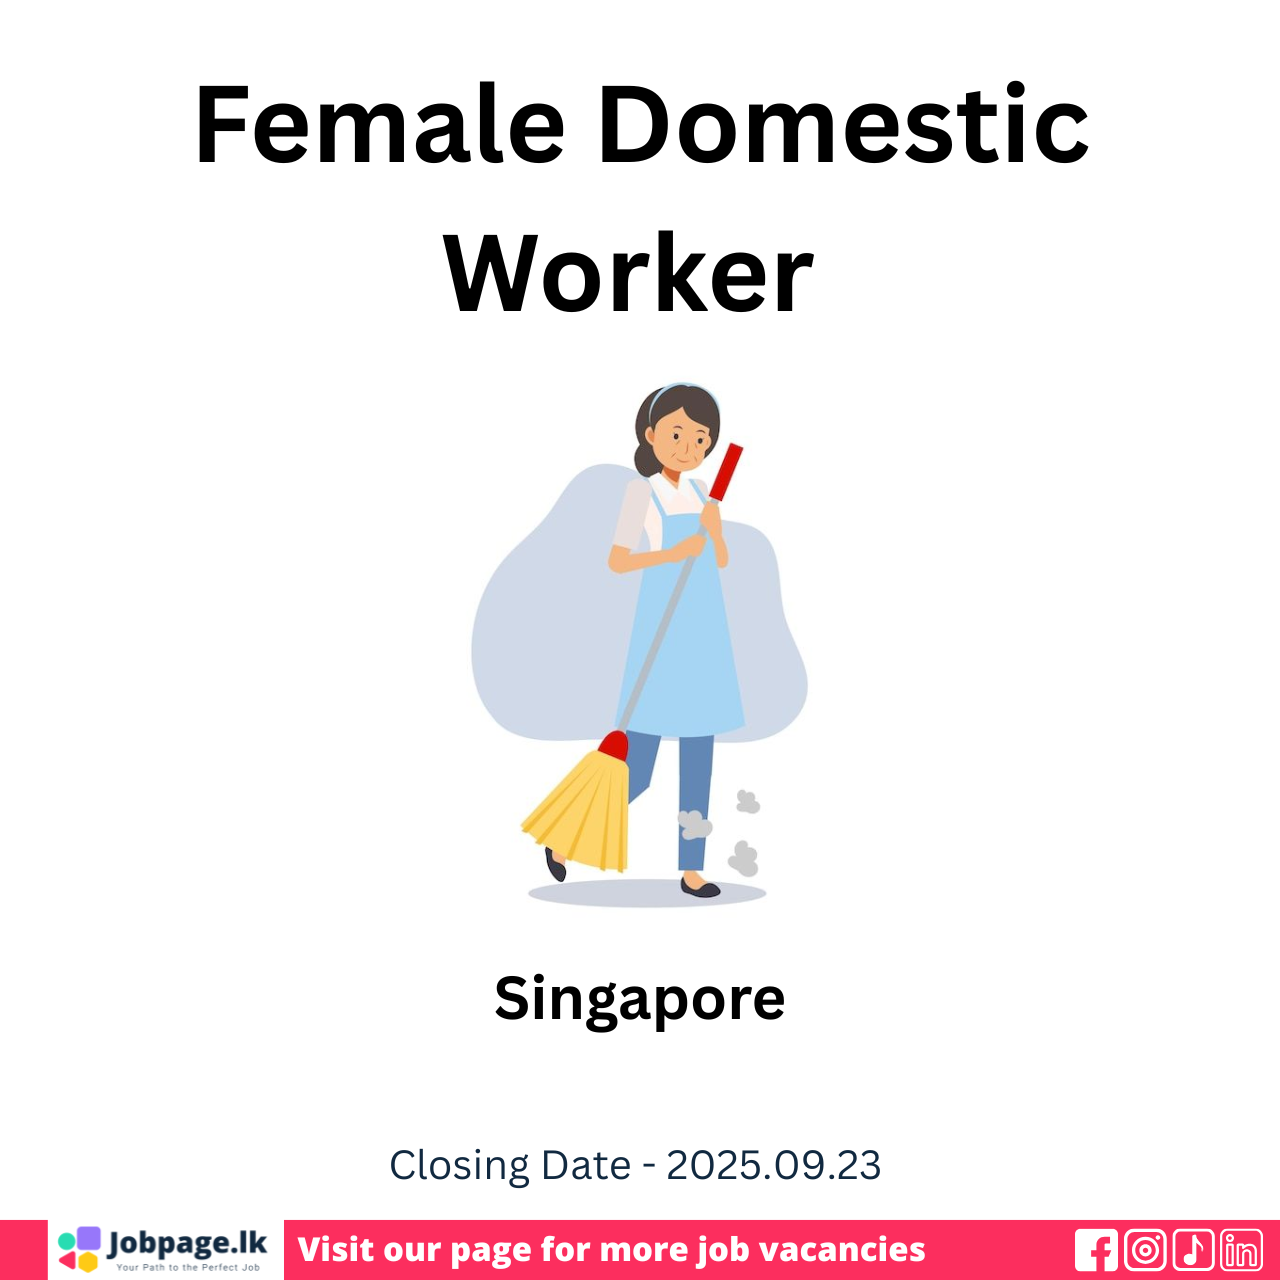 Female Domestic
Worker
Singapore
Closing Date - 2025.09.23
Jobpage.lk
Your Path to the Perfect Job
Visit our page for more job vacancies